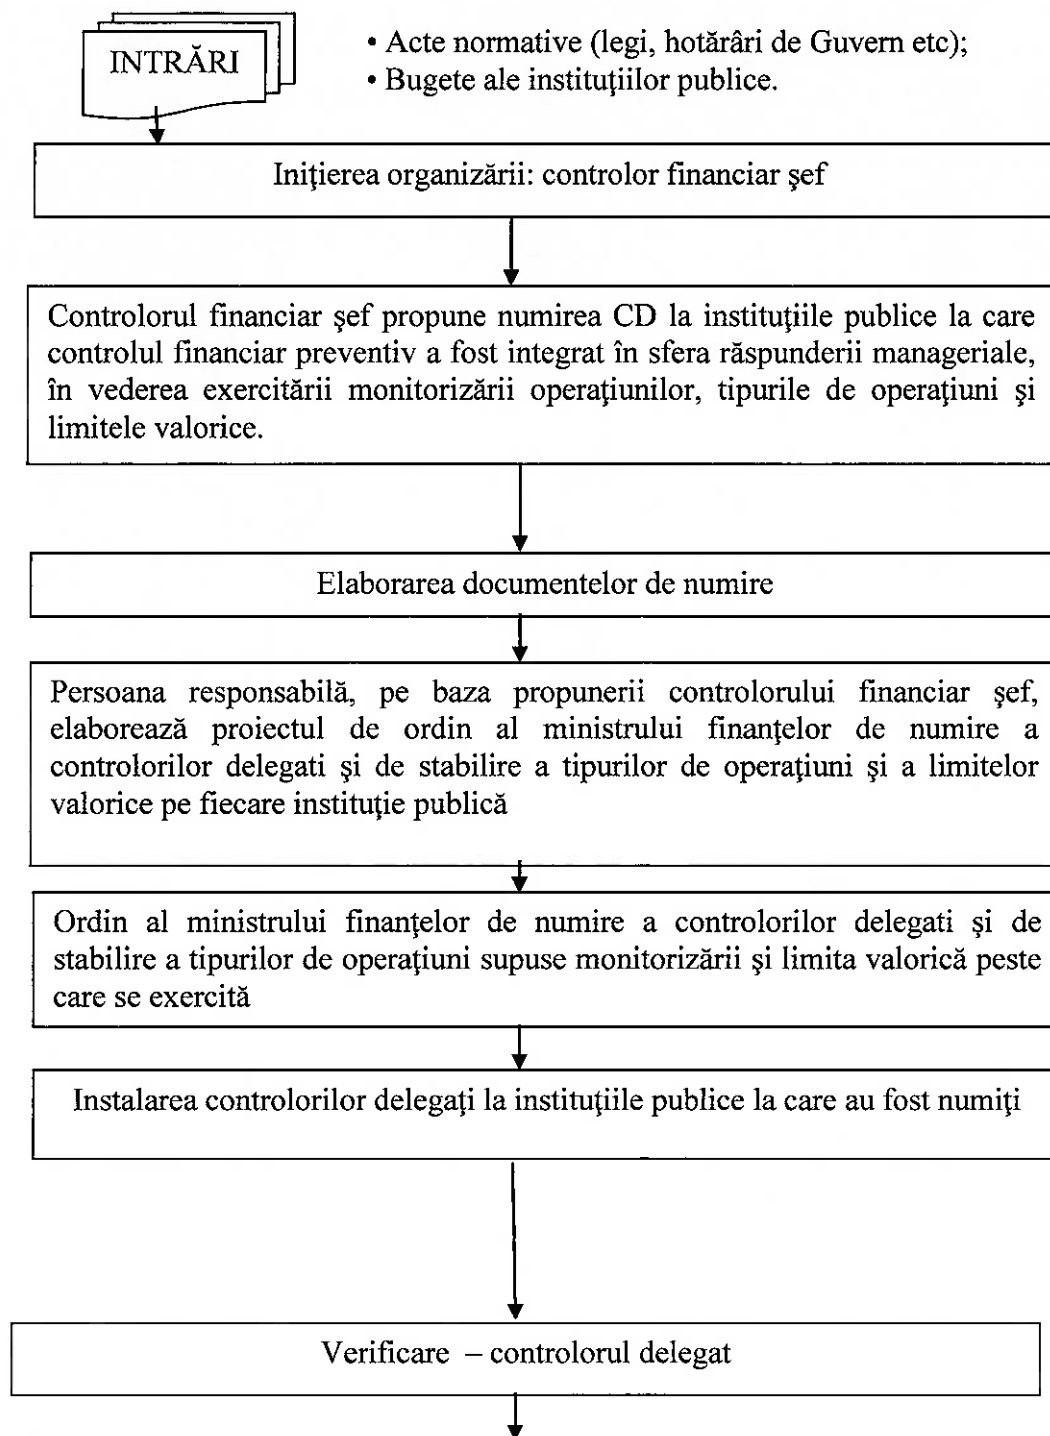 INTRĂRI
• Acte normative (legi, hotărâri de Guvern etc);
• Bugete ale instituţiilor publice.
Iniţierea organizării: controlor financiar şef
Controlorul financiar şef propune numirea CD la instituţiile publice la care
controlul financiar preventiv a fost integrat în sfera răspunderii manageriale,
în vederea exercitării monitorizării operaţiunilor, tipurile de operaţiuni şi
limitele valorice.
Elaborarea documentelor de numire
Persoana responsabilă, pe baza propunerii controlorului financiar şef,
elaborează proiectul de ordin al ministrului finanţelor de numire a
controlorilor delegati şi de stabilire a tipurilor de operaţiuni şi a limitelor
valorice pe fiecare instituţie publică
Ordin al ministrului finanţelor de numire a controlorilor delegati şi de
stabilire a tipurilor de operaţiuni supuse monitorizării şi limita valorică peste
care se exercită
Instalarea controlorilor delegaţi la instituţiile publice la care au fost numiţi
Verificare – controlorul delegat